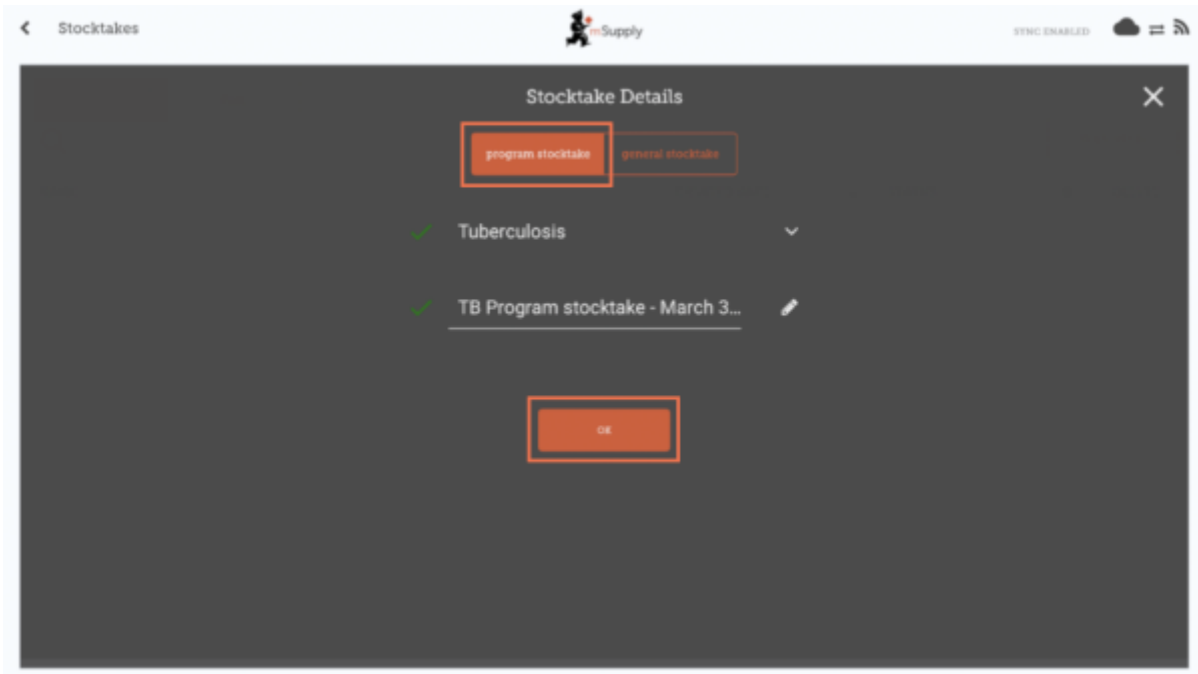 Stocktakes
mSupply
SYNC ENABLED
Stocktake Details
program stocktake
general stocktake
Tuberculosis
TB Program stocktake - March 3...
OK